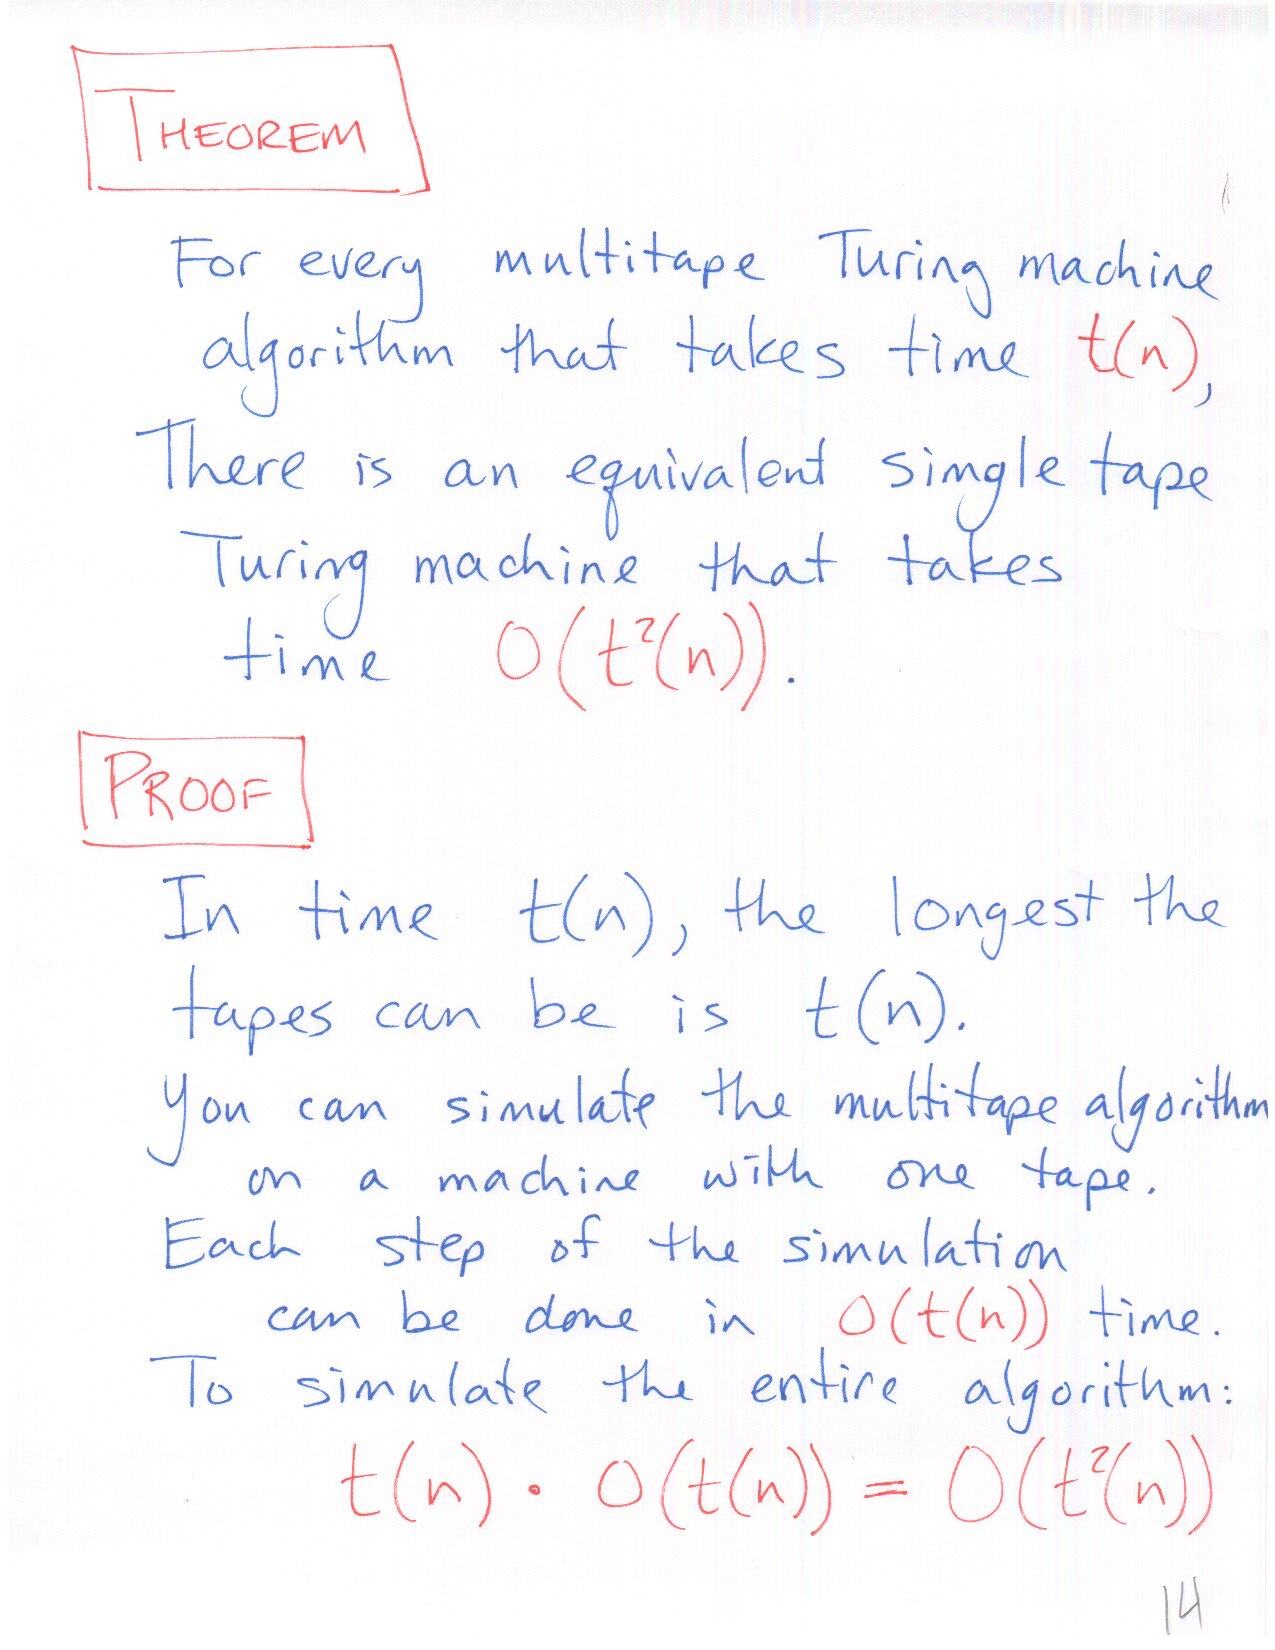 THEOREM
For every multitape Turing machine
algorithm that takes time t(n),
There is an equivalent single tape
Turing machine that takes
time O(t²(n)).
PROOF
In time t(n), the longest the
tapes can be is t(n).
You can simulate the multitape algorithm
on a machine with one tape.
Each step of the simulation
can be done in O(t(n)) time.
To simulate the entire algorithm:
t(n) · O(t(n)) = O(t²(n))
14